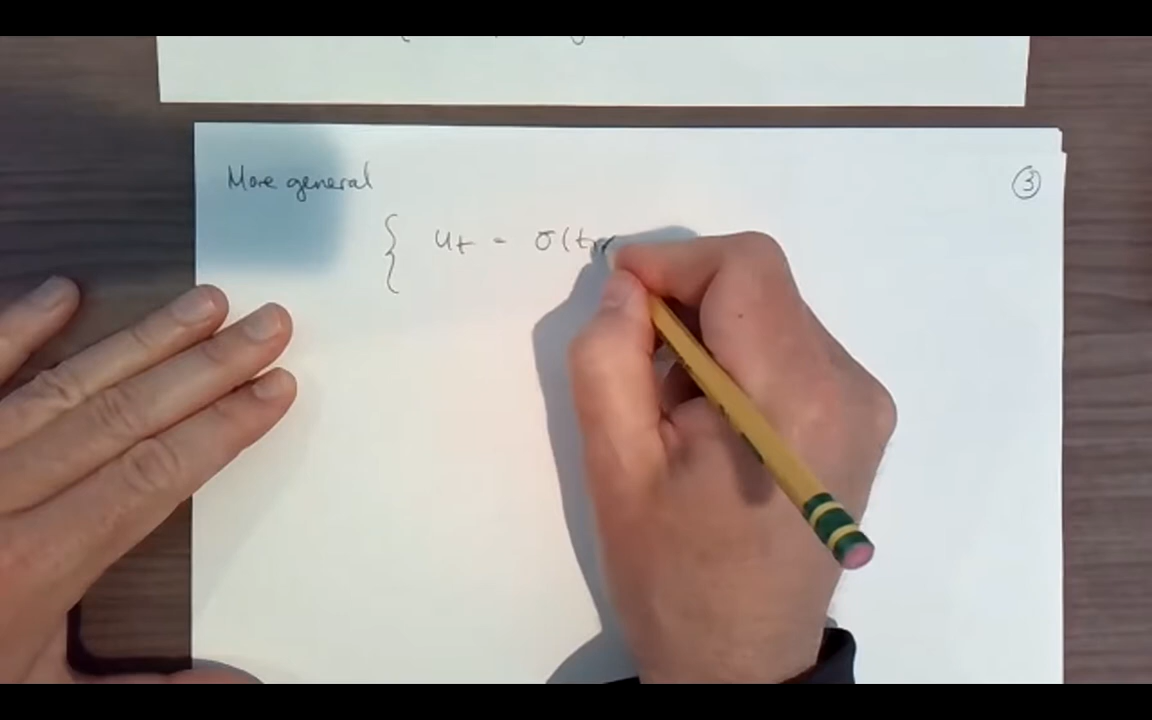 More general
③
{ u_t = σ(t,x